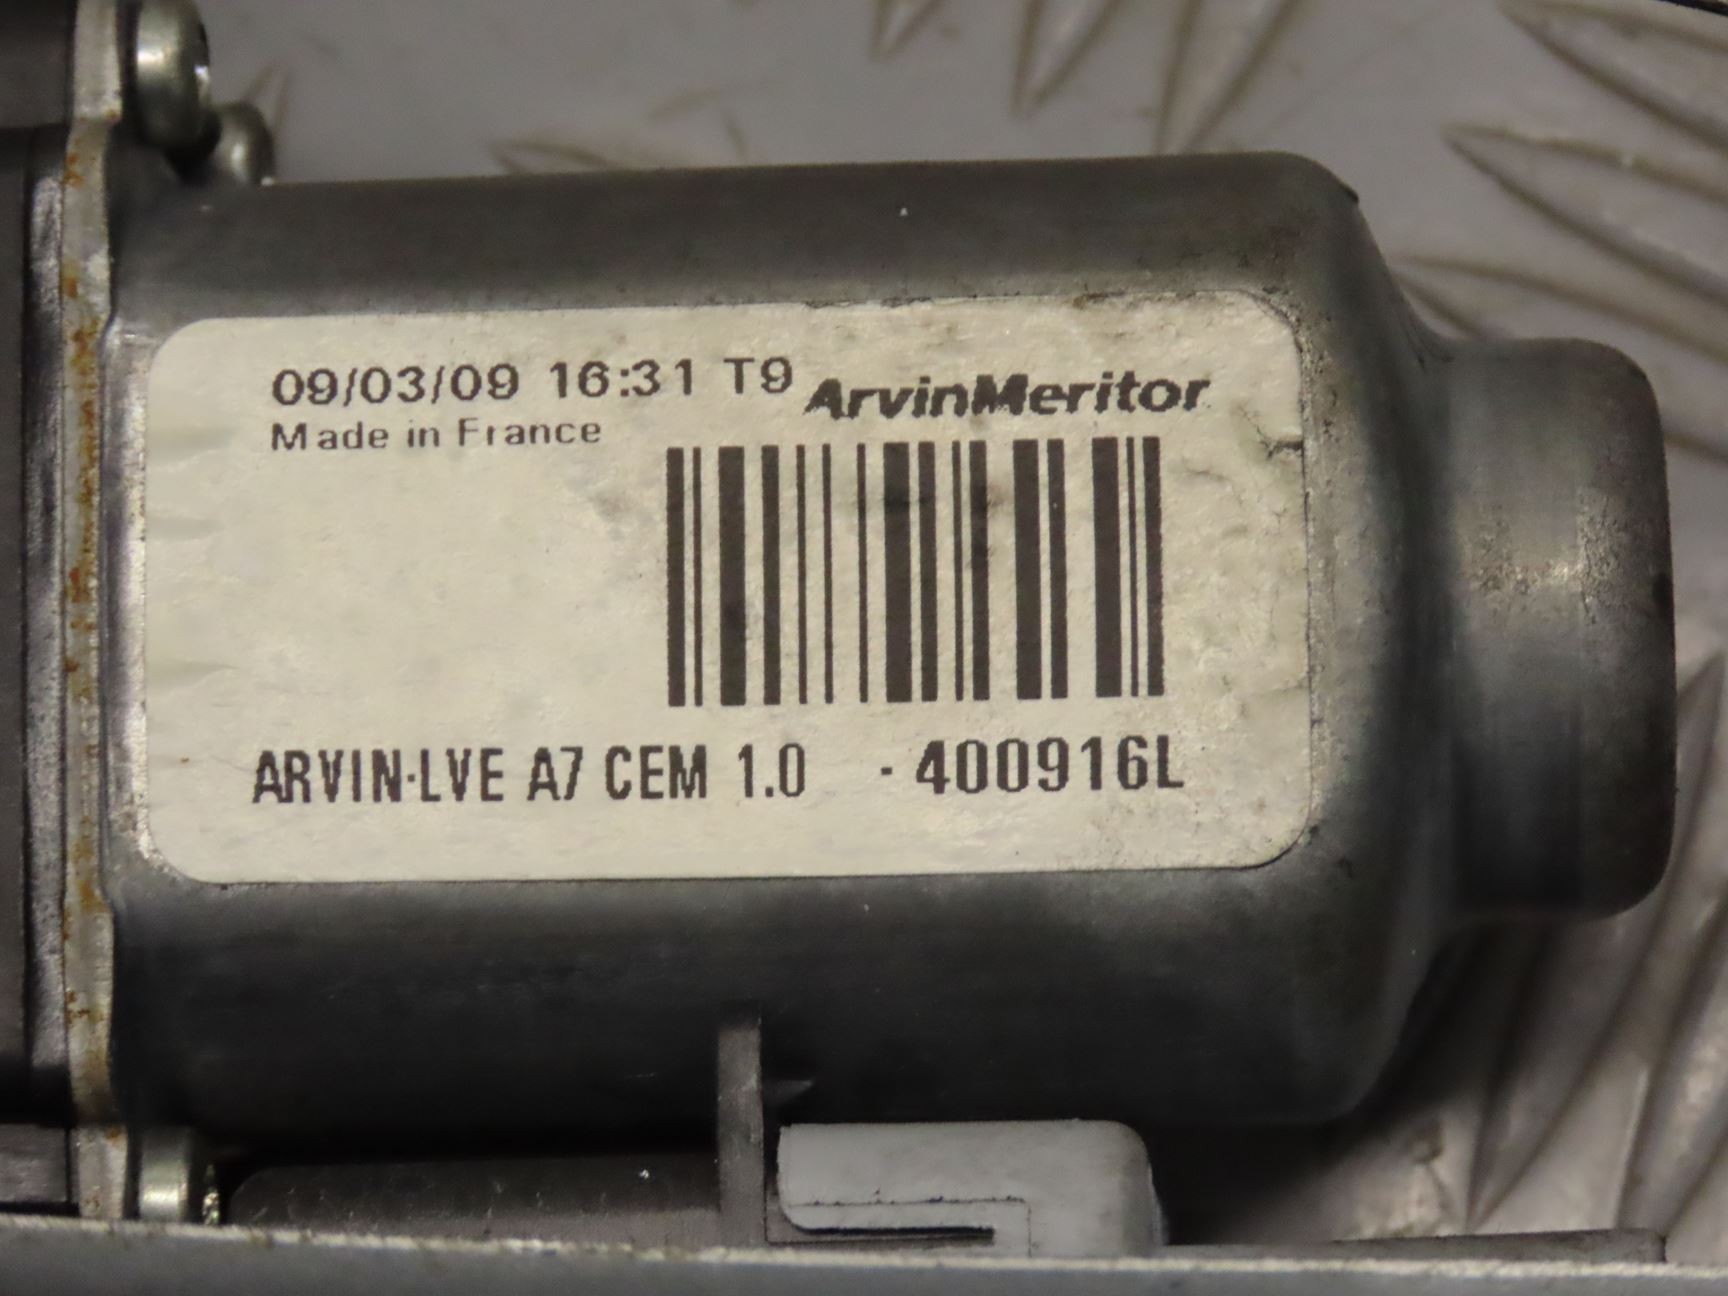 09/03/09 16:31 T9 ArvinMeritor
Made in France
ARVIN-LVE A7 CEM 1.0 - 400916L